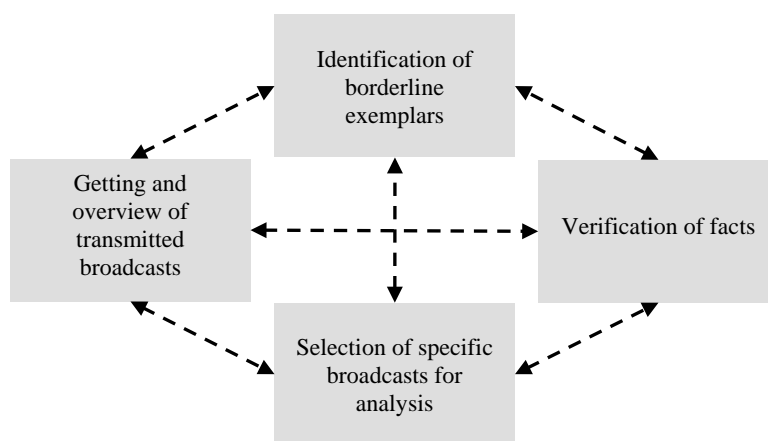 Identification of
borderline
exemplars
Getting and
overview of
transmitted
broadcasts
Verification of facts
Selection of specific
broadcasts for
analysis